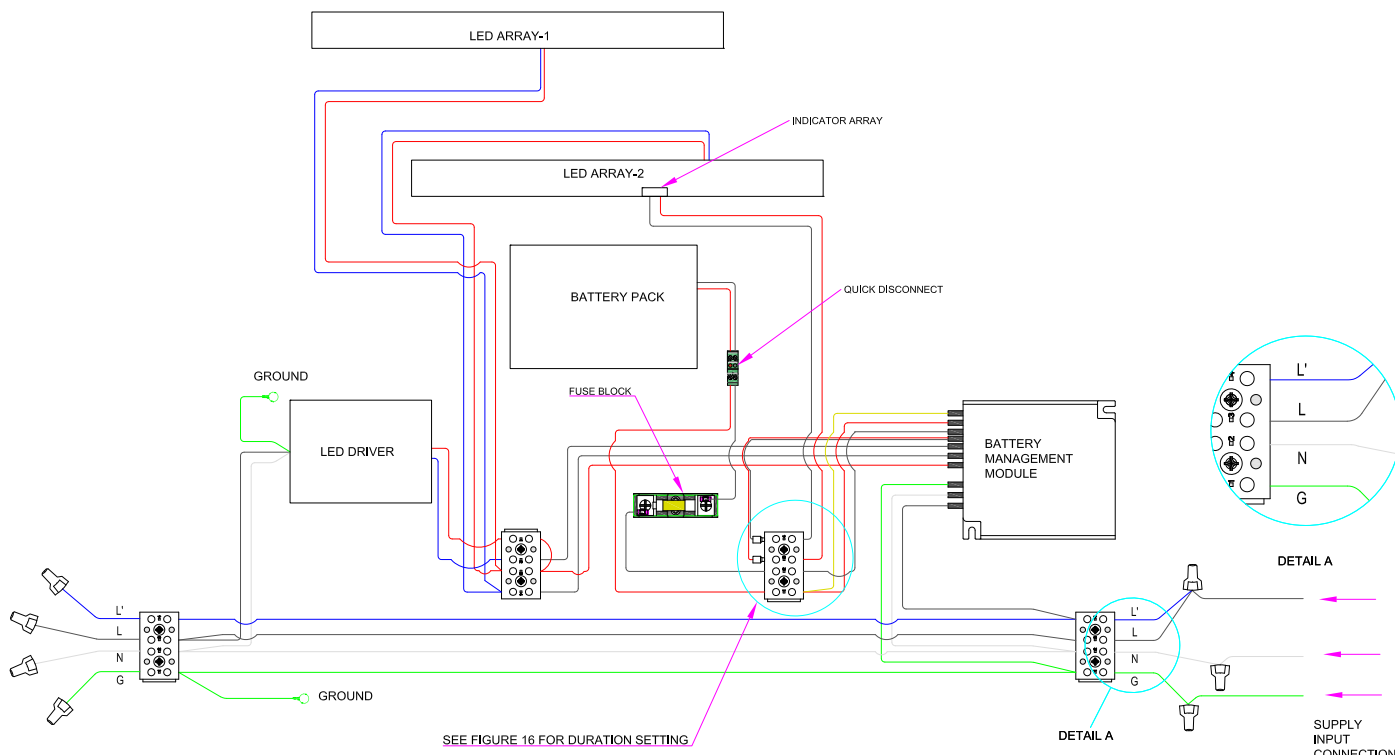 LED ARRAY-1
INDICATOR ARRAY
LED ARRAY-2
BATTERY PACK
QUICK DISCONNECT
GROUND
FUSE BLOCK
LED DRIVER
BATTERY
MANAGEMENT
MODULE
L'
L
N
G
DETAIL A
L'
L
N
G
L'
L
N
G
GROUND
SEE FIGURE 16 FOR DURATION SETTING
DETAIL A
SUPPLY
INPUT
CONNECTION